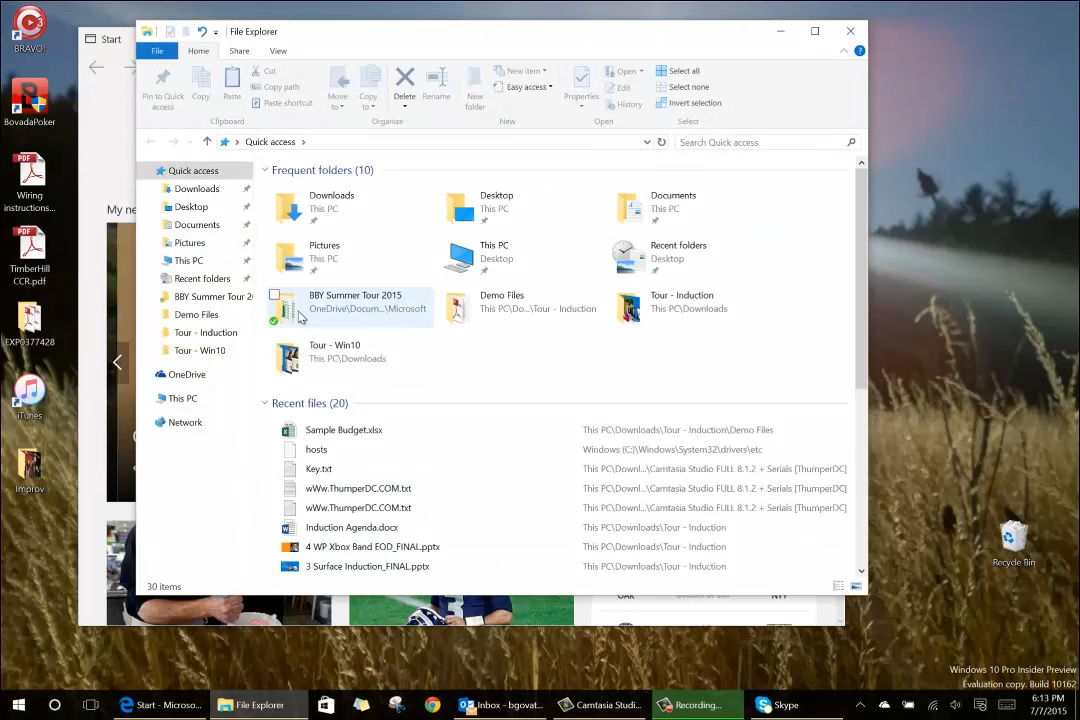 BRAVO!
BovadaPoker
Wiring
instructions...
TimberHill
CCR.pdf
EXP0377428
iTunes
Improv
Start
My ne
File Explorer
File
Home
Share
View
Pin to Quick
access
Copy
Paste
Cut
Copy path
Paste shortcut
Clipboard
Move
to
Copy
to
Delete
Rename
Organize
New
folder
New item
Easy access
New
Properties
Open
Edit
History
Open
Select all
Select none
Invert selection
Select
Quick access
Search Quick access
Quick access
Downloads
Desktop
Documents
Pictures
This PC
Recent folders
BBY Summer Tour 2
Demo Files
Tour - Induction
Tour - Win10
OneDrive
This PC
Network
Frequent folders (10)
Downloads
This PC
Desktop
This PC
Documents
This PC
Pictures
This PC
This PC
Desktop
Recent folders
Desktop
BBY Summer Tour 2015
OneDrive\Docum...\Microsoft
Demo Files
This PC\Do...\Tour - Induction
Tour - Induction
This PC\Downloads
Tour - Win10
This PC\Downloads
Recent files (20)
Sample Budget.xlsx This PC\Downloads\Tour - Induction\Demo Files
hosts Windows (C:)\Windows\System32\drivers\etc
Key.txt This PC\Downl...\Camtasia Studio FULL 8.1.2 + Serials [ThumperDC]
wWw.ThumperDC.COM.txt This PC\Downl...\Camtasia Studio FULL 8.1.2 + Serials [ThumperDC]
wWw.ThumperDC.COM.txt This PC\Downl...\Camtasia Studio FULL 8.1.2 + Serials [ThumperDC]
Induction Agenda.docx This PC\Downloads\Tour - Induction
4 WP Xbox Band EOD_FINAL.pptx This PC\Downloads\Tour - Induction
3 Surface Induction_FINAL.pptx This PC\Downloads\Tour - Induction
30 items
Recycle Bin
Windows 10 Pro Insider Preview
Evaluation copy. Build 10162
Start - Microso...
File Explorer
Inbox - bgovat...
Camtasia Studi...
Recording...
Skype
6:13 PM
7/7/2015